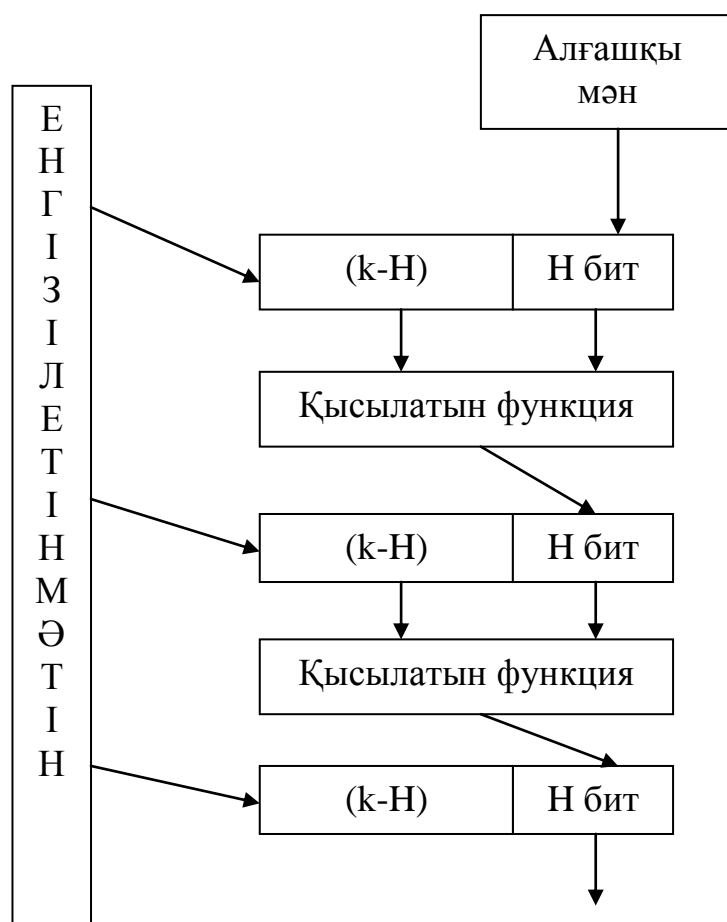 Алғашқы
мән
Е
Н
Г
І
З
І
Л
Е
Т
І
Н
М
Ә
Т
І
Н
(k-H)
Н бит
Қысылатын функция
(k-H)
Н бит
Қысылатын функция
(k-H)
Н бит